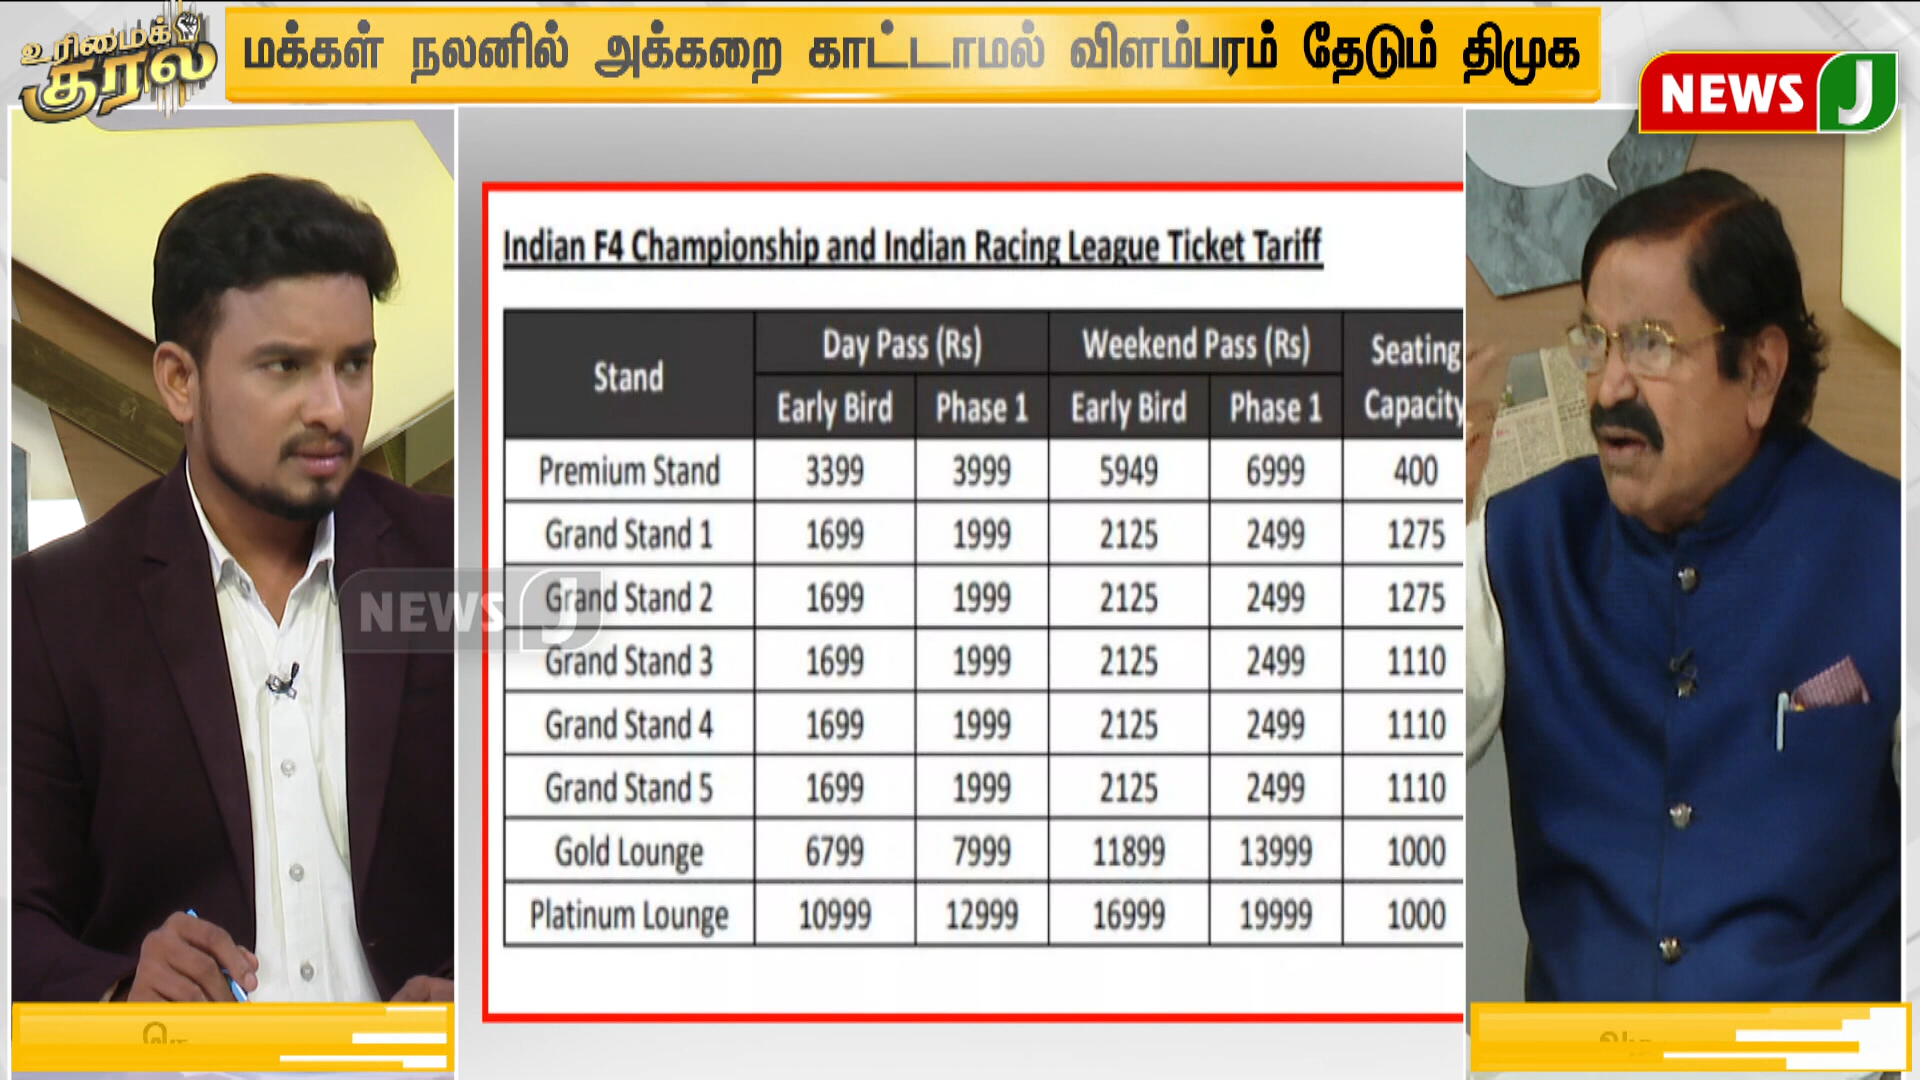 உரிமைக் குரல்
மக்கள் நலனில் அக்கறை காட்டாமல் விளம்பரம் தேடும் திமுக
NEWS J
Indian F4 Championship and Indian Racing League Ticket Tariff
Stand Day Pass (Rs) Weekend Pass (Rs) Seating Capacity
Early Bird Phase 1 Early Bird Phase 1
Premium Stand 3399 3999 5949 6999 400
Grand Stand 1 1699 1999 2125 2499 1275
Grand Stand 2 1699 1999 2125 2499 1275
Grand Stand 3 1699 1999 2125 2499 1110
Grand Stand 4 1699 1999 2125 2499 1110
Grand Stand 5 1699 1999 2125 2499 1110
Gold Lounge 6799 7999 11899 13999 1000
Platinum Lounge 10999 12999 16999 19999 1000
NEWS J